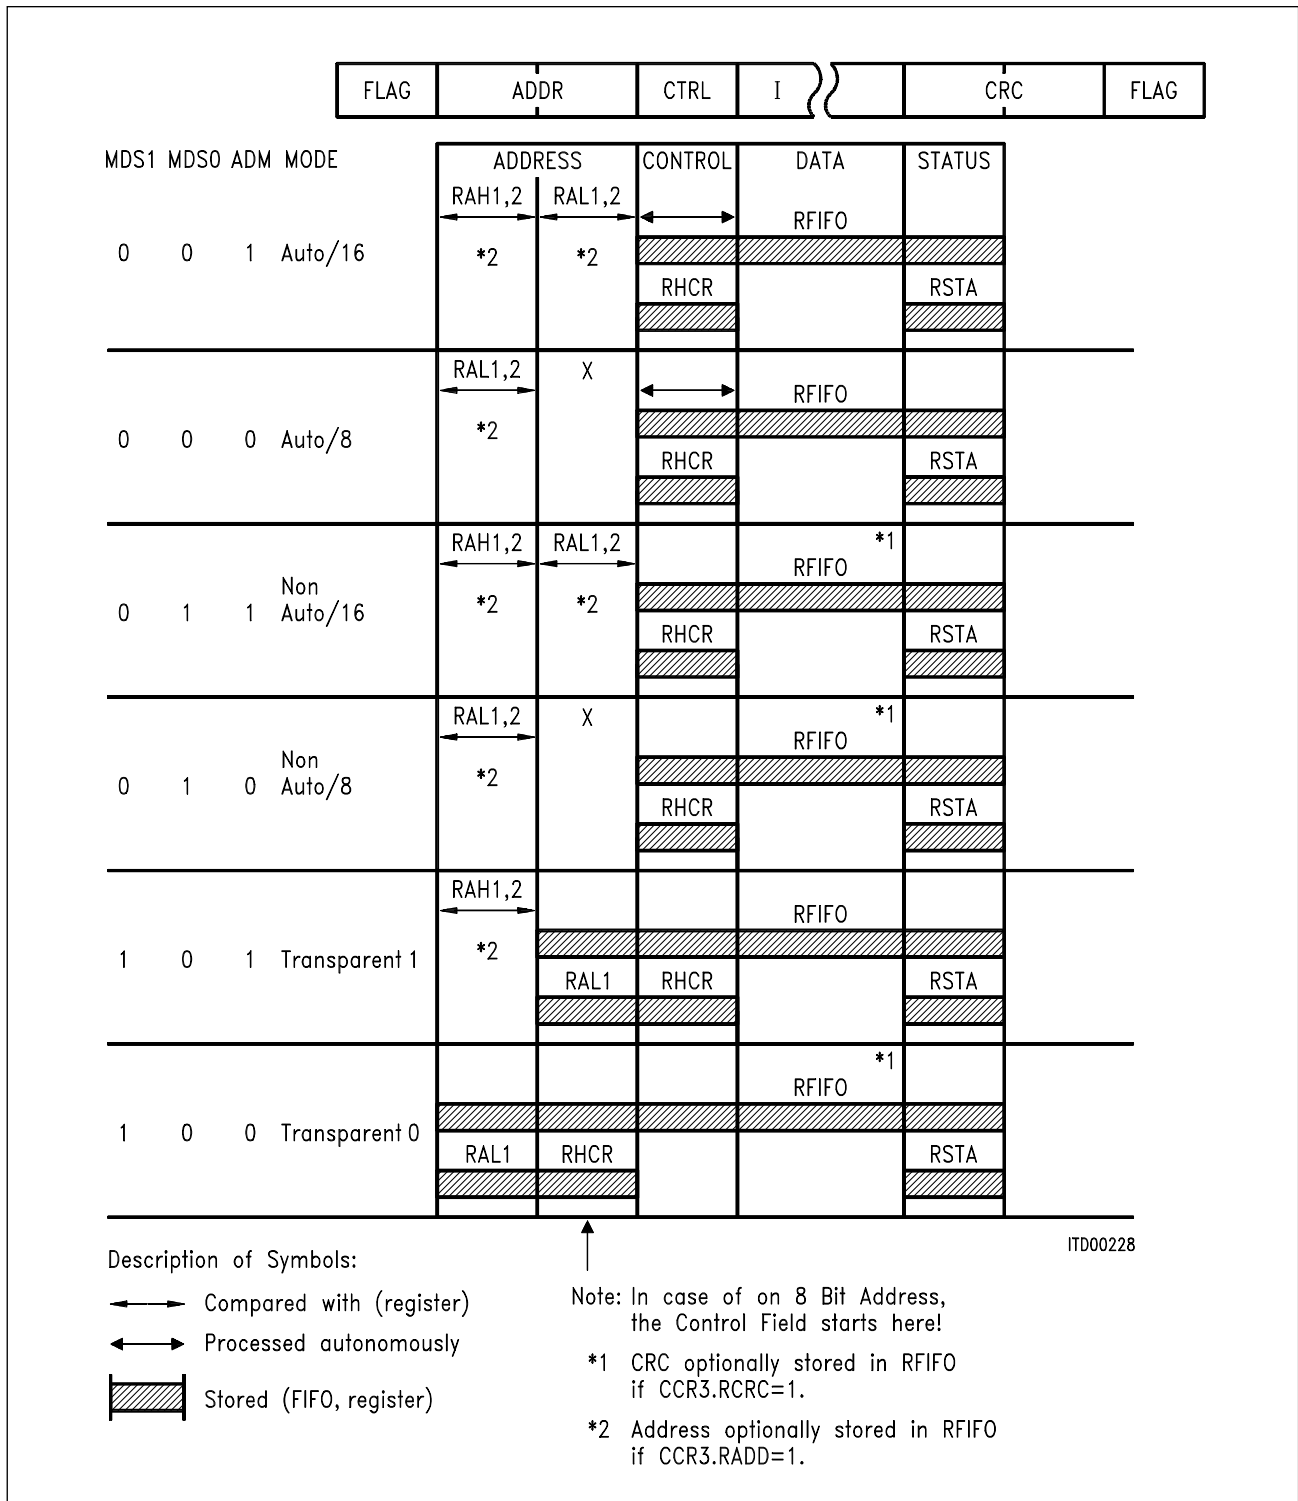 FLAG ADDR CTRL I CRC FLAG
MDS1 MDS0 ADM MODE ADDRESS CONTROL DATA STATUS
RAH1,2 RAL1,2
RFIFO
0 0 1 Auto/16 *2 *2
RHCR RSTA
RAL1,2 X
RFIFO
0 0 0 Auto/8 *2
RHCR RSTA
*1
RAH1,2 RAL1,2
RFIFO
Non
0 1 1 Auto/16 *2 *2
RHCR RSTA
*1
RAL1,2 X
RFIFO
Non
0 1 0 Auto/8 *2
RHCR RSTA
RAH1,2
RFIFO
1 0 1 Transparent 1 *2
RAL1 RHCR RSTA
*1
RFIFO
1 0 0 Transparent 0
RAL1 RHCR RSTA
ITD00228
Description of Symbols:
Compared with (register)
Processed autonomously
Stored (FIFO, register)
Note: In case of on 8 Bit Address,
the Control Field starts here!
*1 CRC optionally stored in RFIFO
if CCR3.RCRC=1.
*2 Address optionally stored in RFIFO
if CCR3.RADD=1.